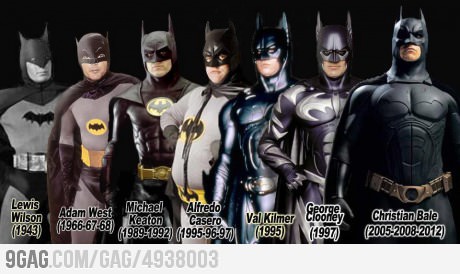 Lewis
Wilson
(1943)
Adam West
(1966-67-68)
Michael
Keaton
(1989-1992)
Alfredo
Casero
(1995-96-97)
Val Kilmer
(1995)
George
Clooney
(1997)
Christian Bale
(2005-2008-2012)
9GAG.COM/GAG/4938003